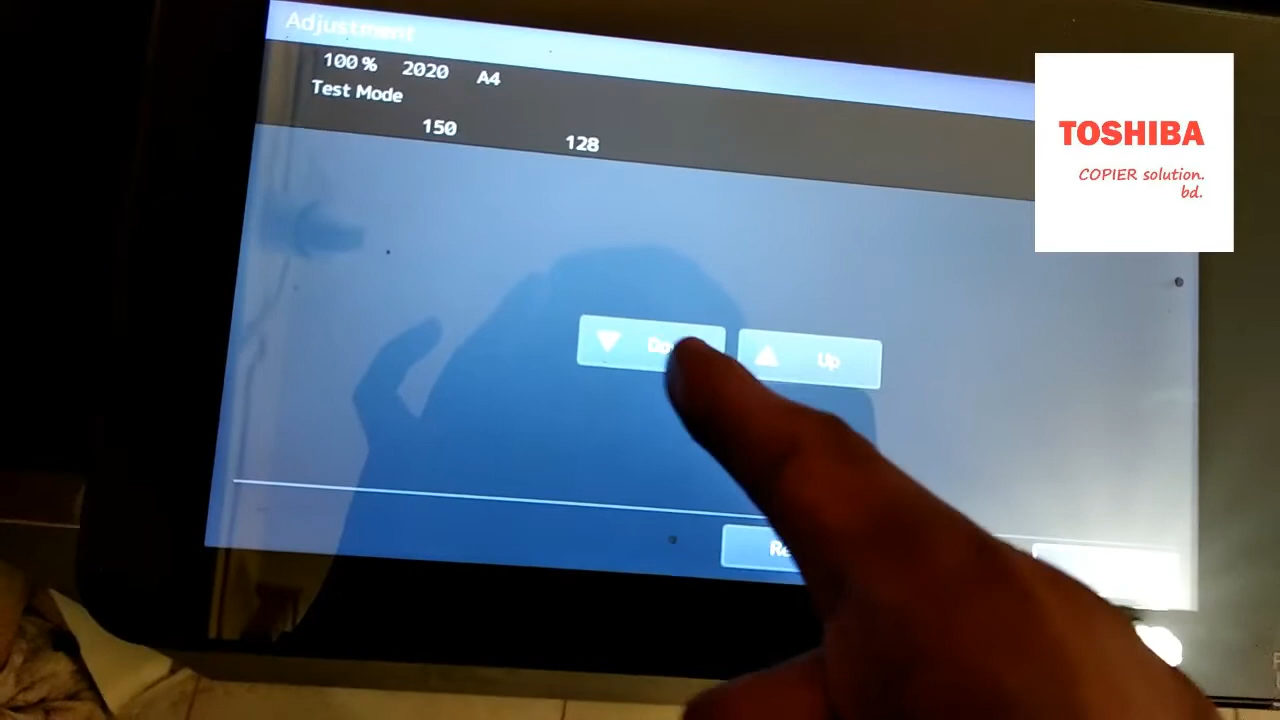 Adjustment
100 % 2020 A4
Test Mode
150 128
TOSHIBA
COPIER solution.
bd.
Up